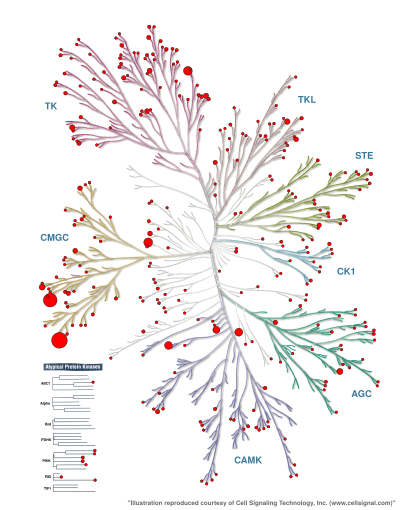 TK
TKL
STE
CMGC
CK1
AGC
CAMK
Atypical Protein Kinases
ABC1
Alpha
Brd
PDHK
PIKK
RIO
TIF1
"Illustration reproduced courtesy of Cell Signaling Technology, Inc. (www.cellsignal.com)"